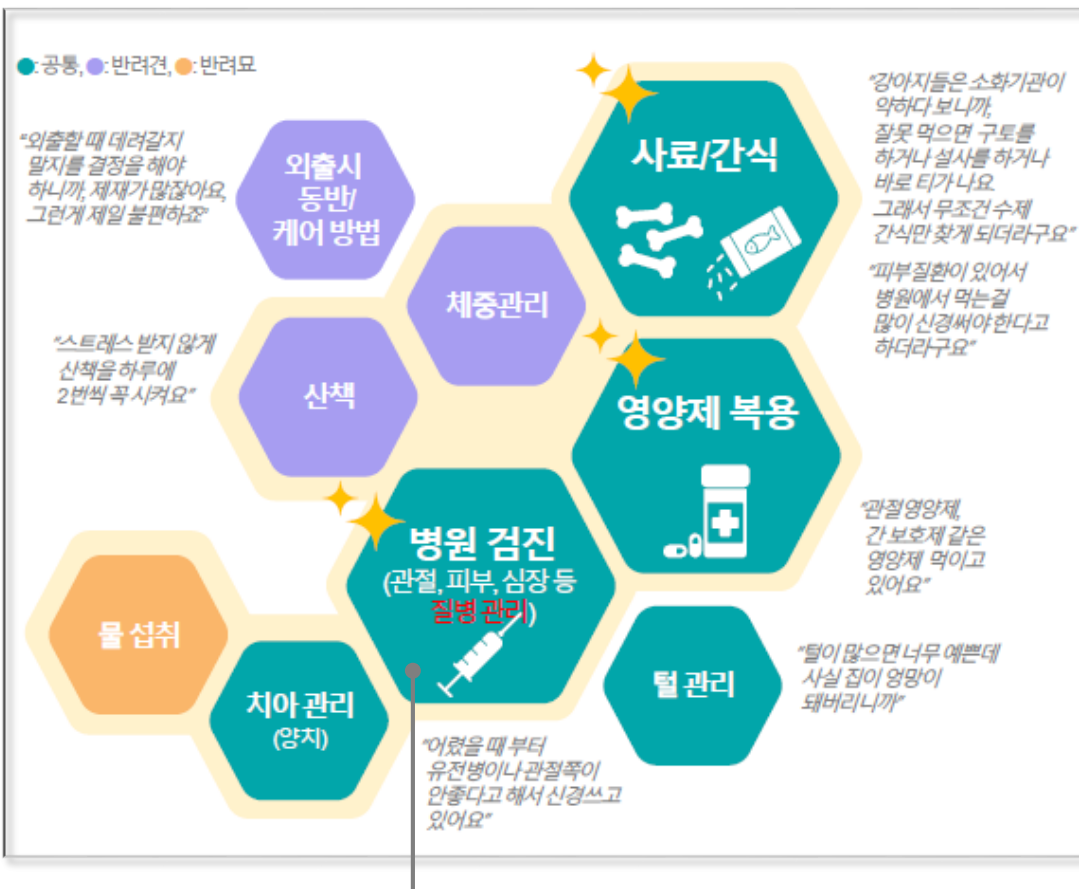 ●: 공통, ●: 반려견, ●: 반려묘
"외출할 때 데려갈지
말지를 결정을 해야
하니까, 제재가 많잖아요,
그런게 제일 불편하죠"
외출시
동반/
케어 방법
사료/간식
"강아지들은 소화기관이
약하다 보니까,
잘못 먹으면 구토를
하거나 설사를 하거나
바로 티가 나요.
그래서 무조건 수제
간식만 찾게 되더라구요"
"피부질환이 있어서
병원에서 먹는걸
많이 신경써야 한다고
하더라구요"
체중관리
"스트레스 받지 않게
산책을 하루에
2번씩 꼭 시켜요"
산책
영양제 복용
"관절영양제,
간 보호제 같은
영양제 먹이고
있어요"
병원 검진
(관절, 피부, 심장 등
질병 관리)
물 섭취
치아 관리
(양치)
털 관리
"털이 많으면 너무 예쁜데
사실 집이 엉망이
돼버리니까"
"어렸을 때 부터
유전병이나 관절쪽이
안좋다고 해서 신경쓰고
있어요"